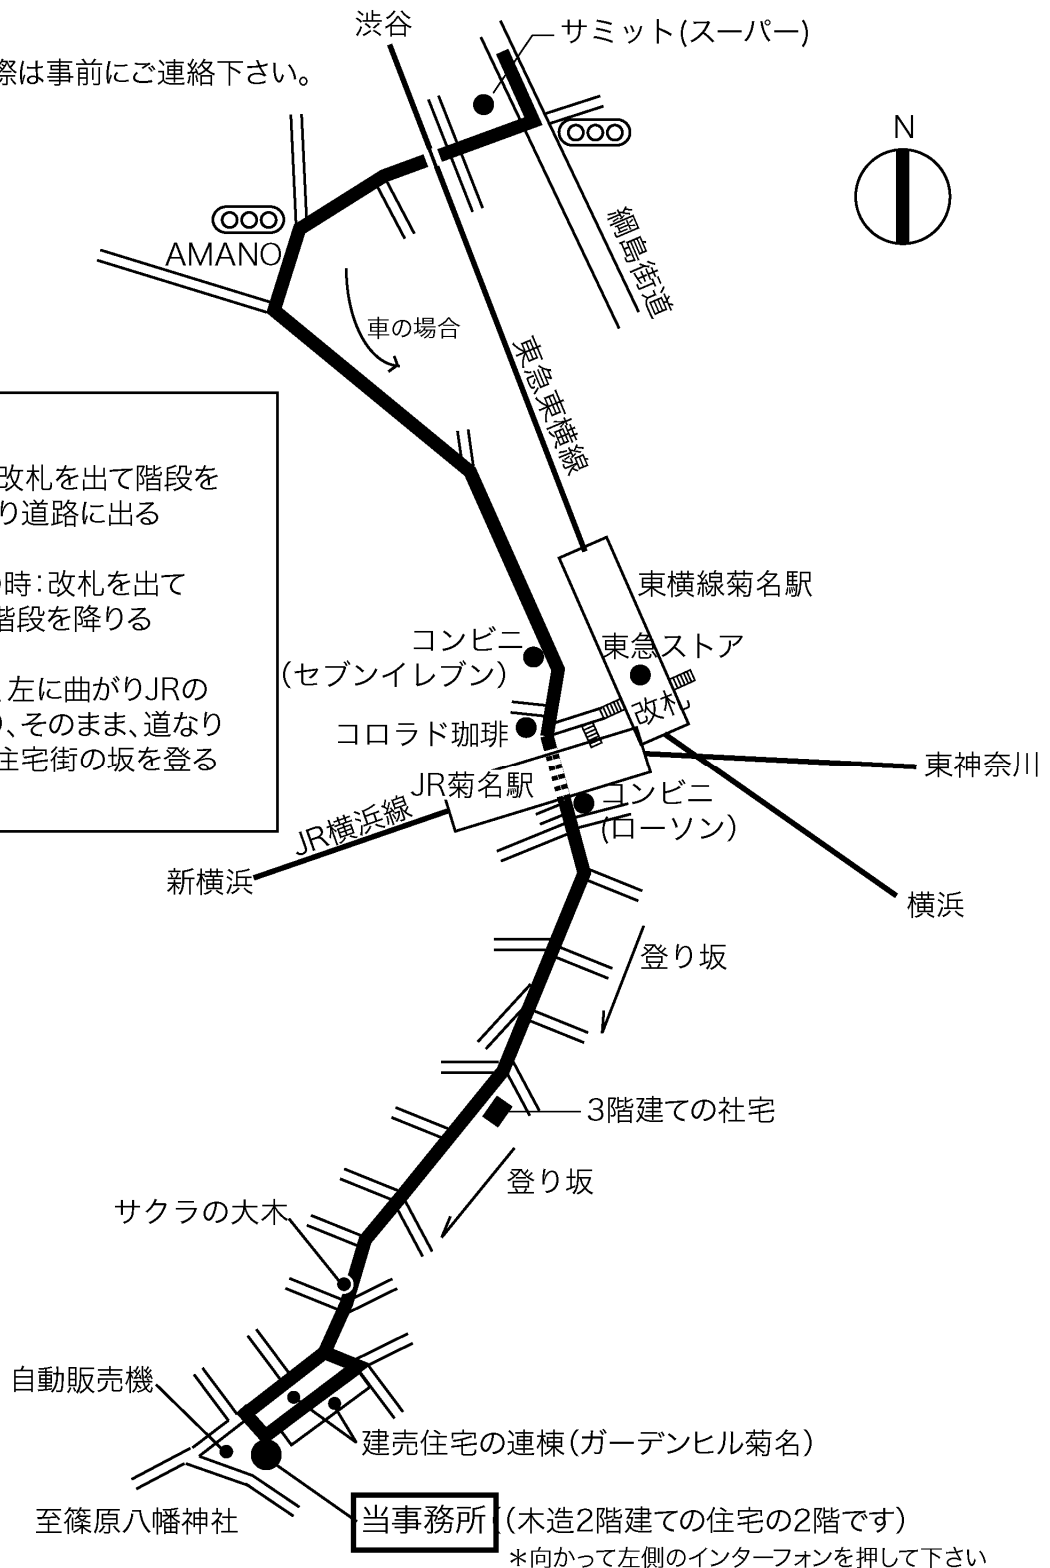 渋谷
サミット(スーパー)
際は事前にご連絡下さい。
N
綱島街道
AMANO
車の場合
東急東横線
改札を出て階段を
り道路に出る
時:改札を出て
階段を降りる
左に曲がりJRの
、そのまま、道なり
住宅街の坂を登る
東横線菊名駅
東急ストア
コンビニ
(セブンイレブン)
改札
コロラド珈琲
東神奈川
JR菊名駅
コンビニ
(ローソン)
JR横浜線
新横浜
横浜
登り坂
3階建ての社宅
登り坂
サクラの大木
自動販売機
建売住宅の連棟(ガーデンヒル菊名)
至篠原八幡神社
当事務所 (木造2階建ての住宅の2階です)
＊向かって左側のインターフォンを押して下さい